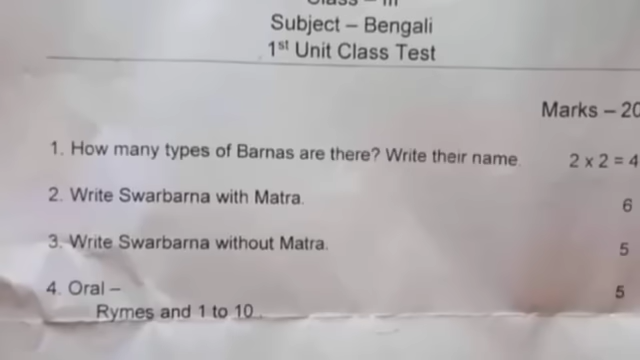 Class – III
Subject – Bengali
1st Unit Class Test
Marks – 20
1. How many types of Barnas are there? Write their name. 2 x 2 = 4
2. Write Swarbarna with Matra. 6
3. Write Swarbarna without Matra. 5
4. Oral – 5
Rymes and 1 to 10.